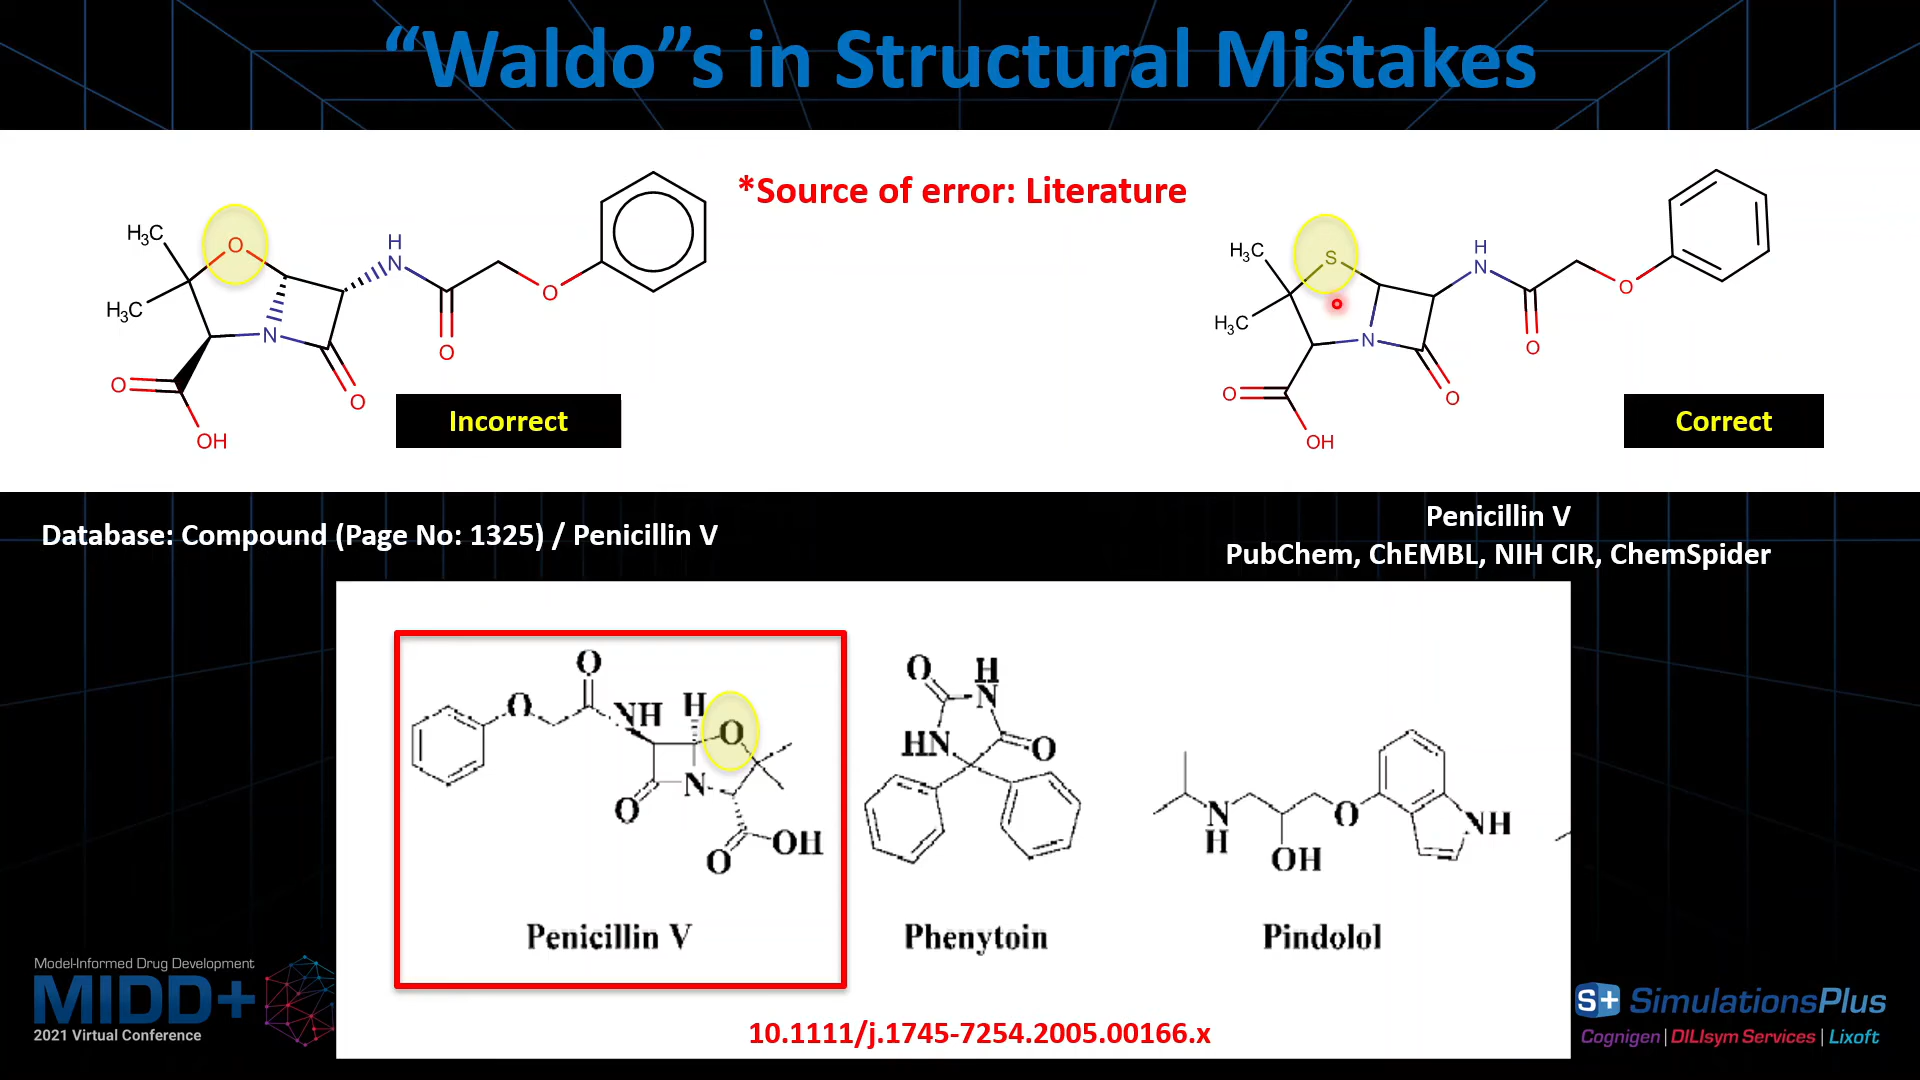 “Waldo”s in Structural Mistakes
*Source of error: Literature
H₃C
O
H
N
H₃C
N
O
O
O
O
OH
Incorrect
H₃C
S
H
N
H₃C
N
O
O
O
O
OH
Correct
Database: Compound (Page No: 1325) / Penicillin V
Penicillin V
PubChem, ChEMBL, NIH CIR, ChemSpider
O
O
NH
H
O
N
O
O
OH
Penicillin V
O
H
N
HN
O
Phenytoin
N
H
OH
O
NH
Pindolol
10.1111/j.1745-7254.2005.00166.x
Model-Informed Drug Development
MIDD+
2021 Virtual Conference
S+ SimulationsPlus
Cognigen | DILIsym Services | Lixoft